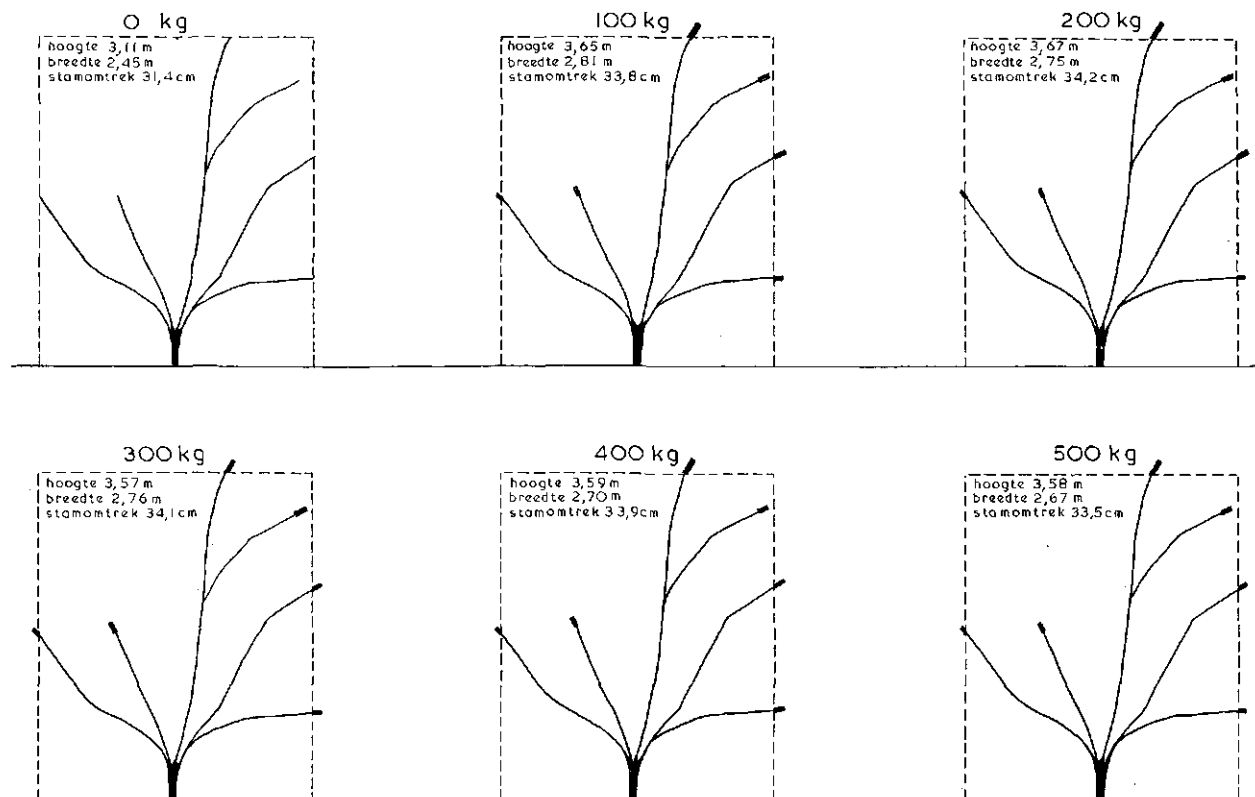 0 kg
hoogte 3,11 m
breedte 2,45 m
stamomtrek 31,4 cm
100 kg
hoogte 3,65 m
breedte 2,81 m
stamomtrek 33,8 cm
200 kg
hoogte 3,67 m
breedte 2,75 m
stamomtrek 34,2 cm
300 kg
hoogte 3,57 m
breedte 2,76 m
stamomtrek 34,1 cm
400 kg
hoogte 3,59 m
breedte 2,70 m
stamomtrek 33,9 cm
500 kg
hoogte 3,58 m
breedte 2,67 m
stamomtrek 33,5 cm